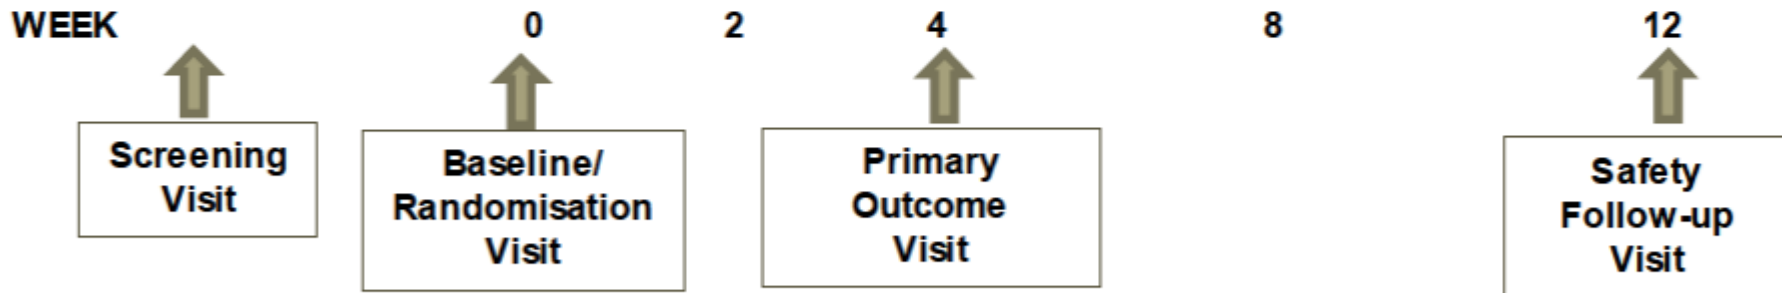 WEEK 0 2 4 8 12
Screening
Visit
Baseline/
Randomisation
Visit
Primary
Outcome
Visit
Safety
Follow-up
Visit